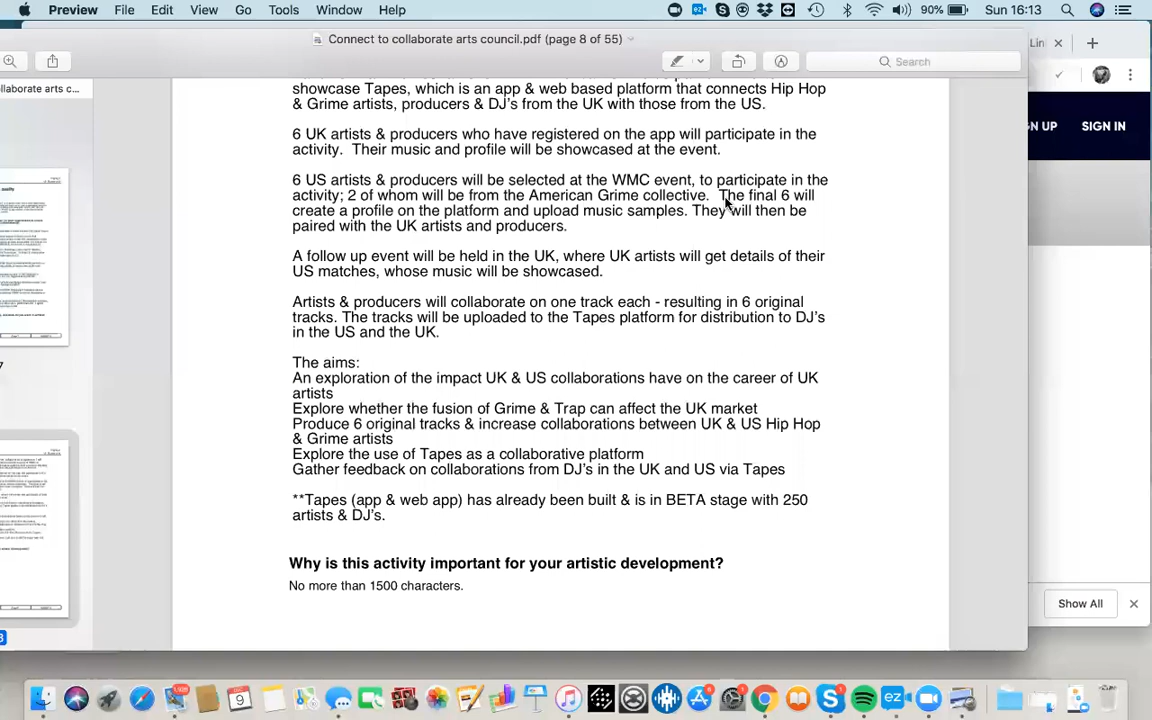 Preview File Edit View Go Tools Window Help 90% Sun 16:13
Connect to collaborate arts council.pdf (page 8 of 55)
Search
ollaborate arts c...
showcase Tapes, which is an app & web based platform that connects Hip Hop
& Grime artists, producers & DJ's from the UK with those from the US.
6 UK artists & producers who have registered on the app will participate in the
activity. Their music and profile will be showcased at the event.
6 US artists & producers will be selected at the WMC event, to participate in the
activity; 2 of whom will be from the American Grime collective. The final 6 will
create a profile on the platform and upload music samples. They will then be
paired with the UK artists and producers.
A follow up event will be held in the UK, where UK artists will get details of their
US matches, whose music will be showcased.
Artists & producers will collaborate on one track each - resulting in 6 original
tracks. The tracks will be uploaded to the Tapes platform for distribution to DJ's
in the US and the UK.
The aims:
An exploration of the impact UK & US collaborations have on the career of UK
artists
Explore whether the fusion of Grime & Trap can affect the UK market
Produce 6 original tracks & increase collaborations between UK & US Hip Hop
& Grime artists
Explore the use of Tapes as a collaborative platform
Gather feedback on collaborations from DJ's in the UK and US via Tapes
**Tapes (app & web app) has already been built & is in BETA stage with 250
artists & DJ's.
Why is this activity important for your artistic development?
No more than 1500 characters.
7
Lin
GN UP SIGN IN
Show All
9